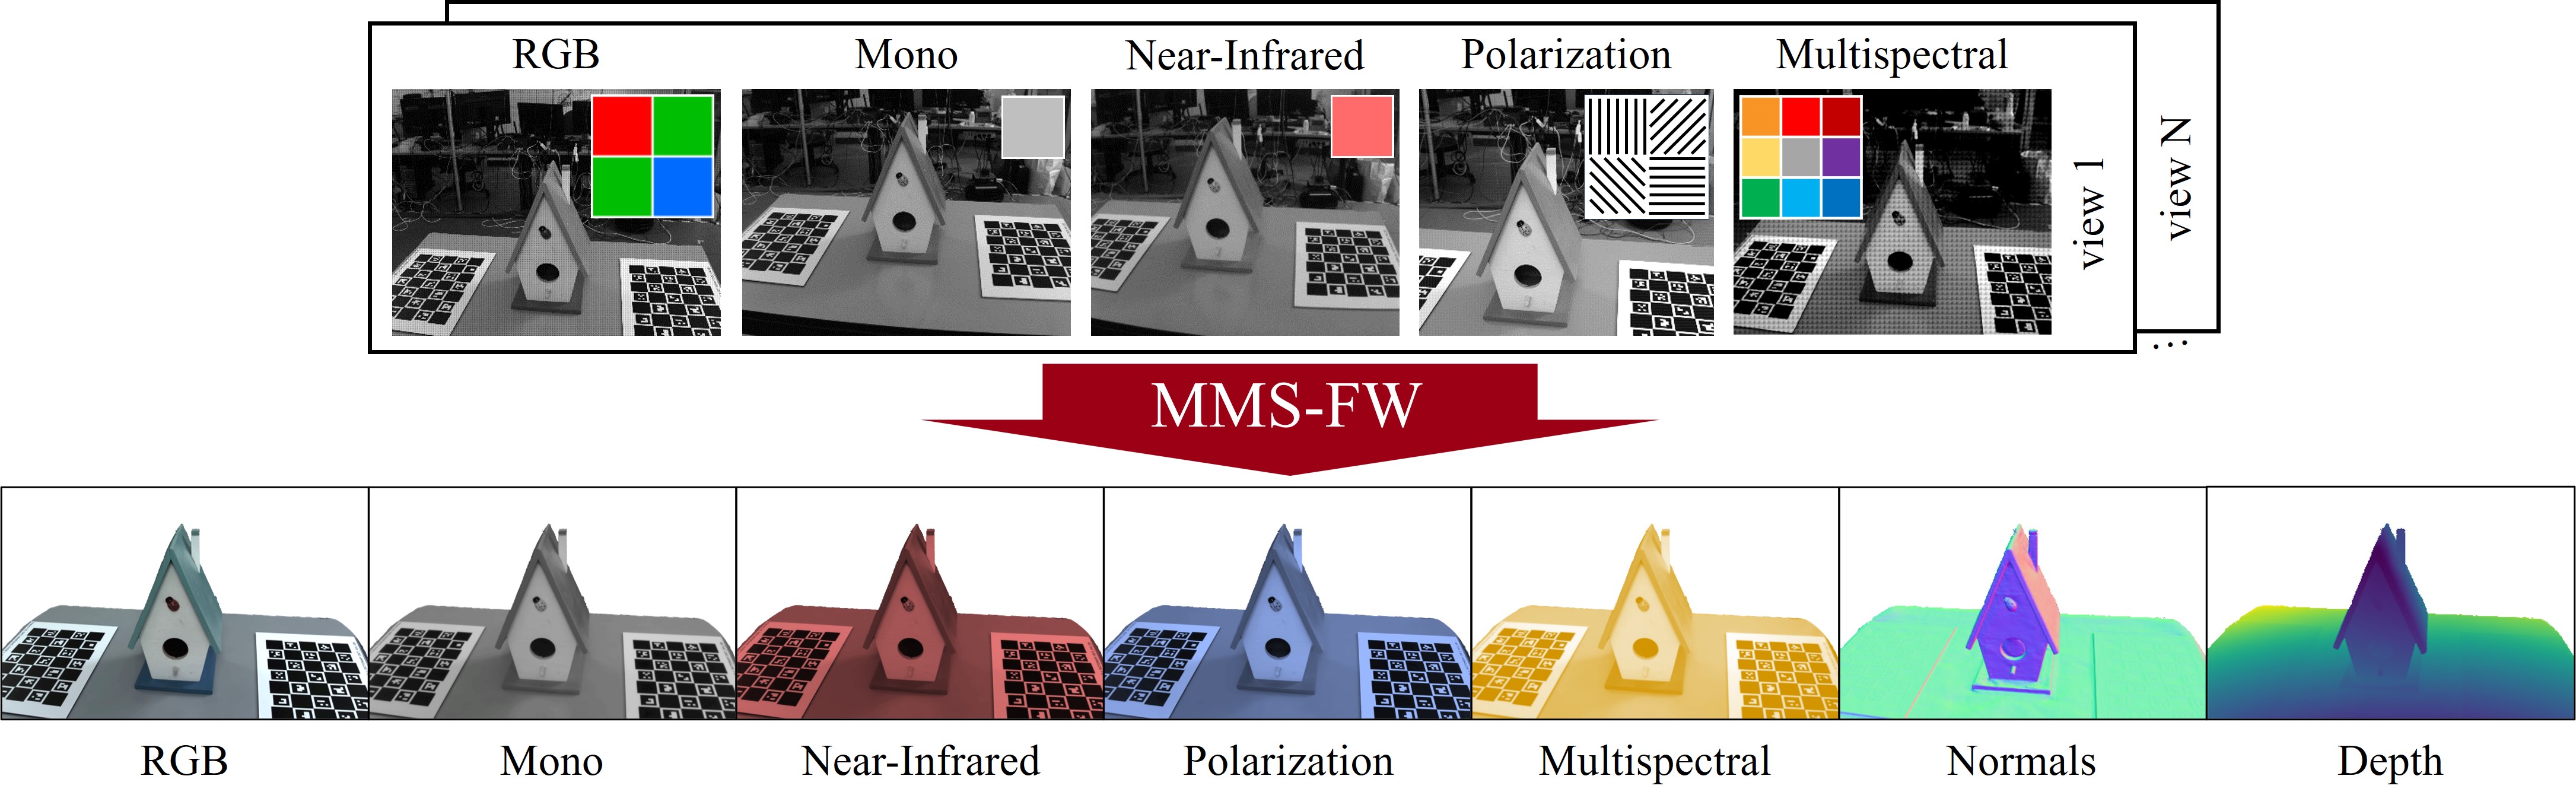 RGB
Mono
Near-Infrared
Polarization
Multispectral
view 1
view N
...
MMS-FW
RGB
Mono
Near-Infrared
Polarization
Multispectral
Normals
Depth